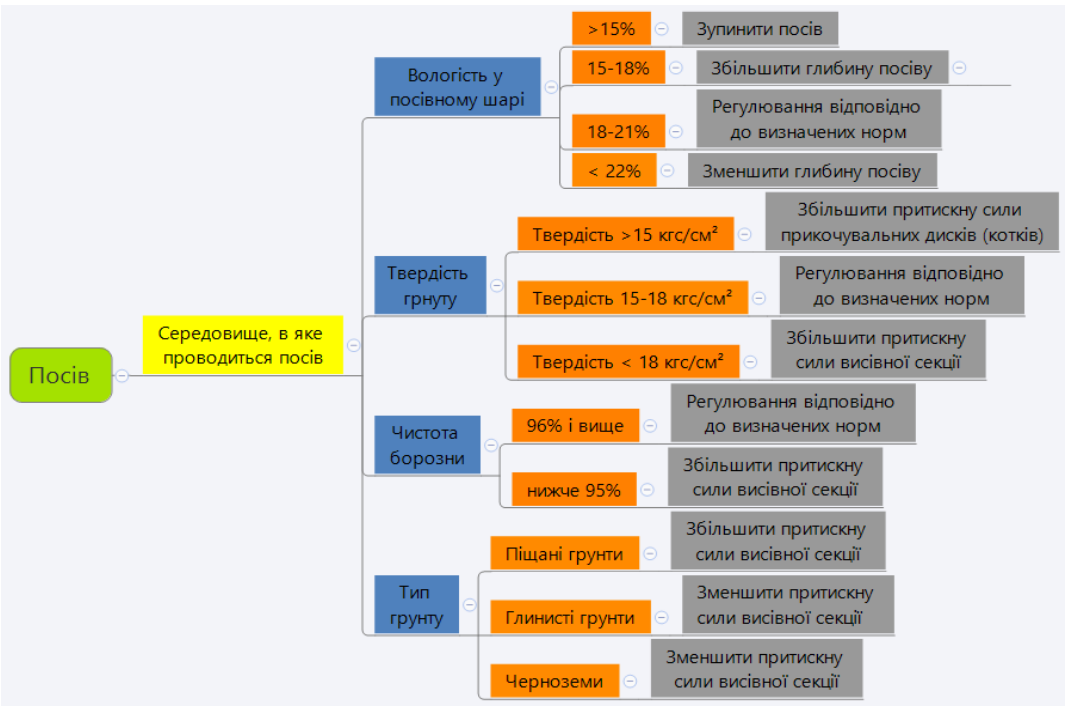 Посів
Середовище, в яке
проводиться посів
Вологість у
посівному шарі
>15%
Зупинити посів
15-18%
Збільшити глибину посіву
18-21%
Регулювання відповідно
до визначених норм
< 22%
Зменшити глибину посіву
Твердість
грнуту
Твердість >15 кгс/см²
Збільшити притискну сили
прикочувальних дисків (котків)
Твердість 15-18 кгс/см²
Регулювання відповідно
до визначених норм
Твердість < 18 кгс/см²
Збільшити притискну
сили висівної секції
Чистота
борозни
96% і вище
Регулювання відповідно
до визначених норм
нижче 95%
Збільшити притискну
сили висівної секції
Тип
грунту
Піщані грунти
Збільшити притискну
сили висівної секції
Глинисті грунти
Зменшити притискну
сили висівної секції
Черноземи
Зменшити притискну
сили висівної секції